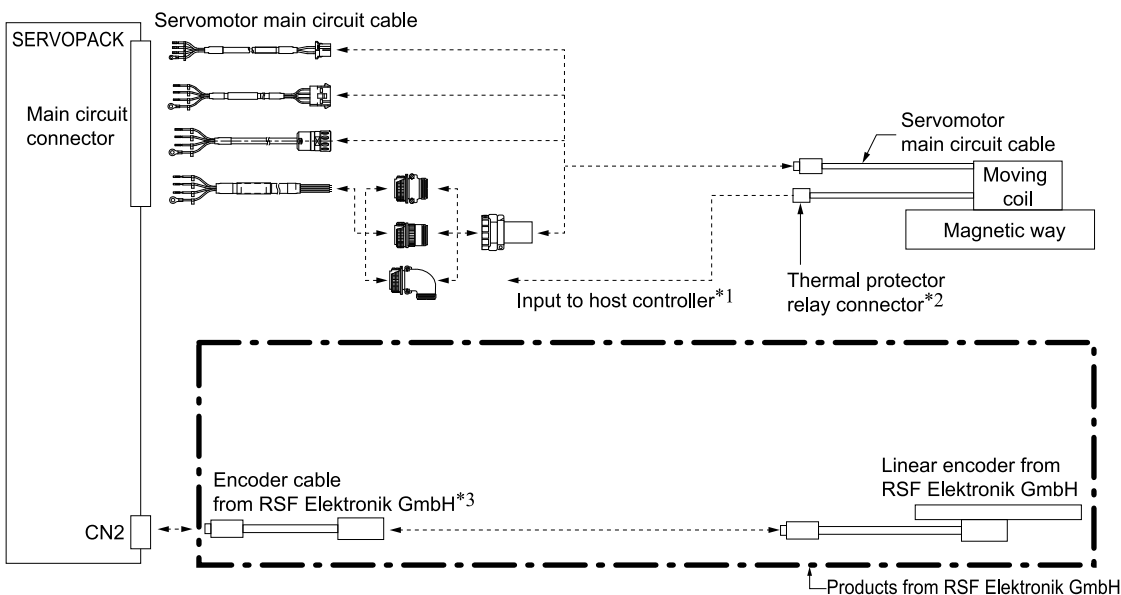 Servomotor main circuit cable
SERVOPACK
Main circuit
connector
Servomotor
main circuit cable
Moving
coil
Magnetic way
Thermal protector
relay connector*2
Input to host controller*1
Encoder cable
from RSF Elektronik GmbH*3
Linear encoder from
RSF Elektronik GmbH
CN2
Products from RSF Elektronik GmbH